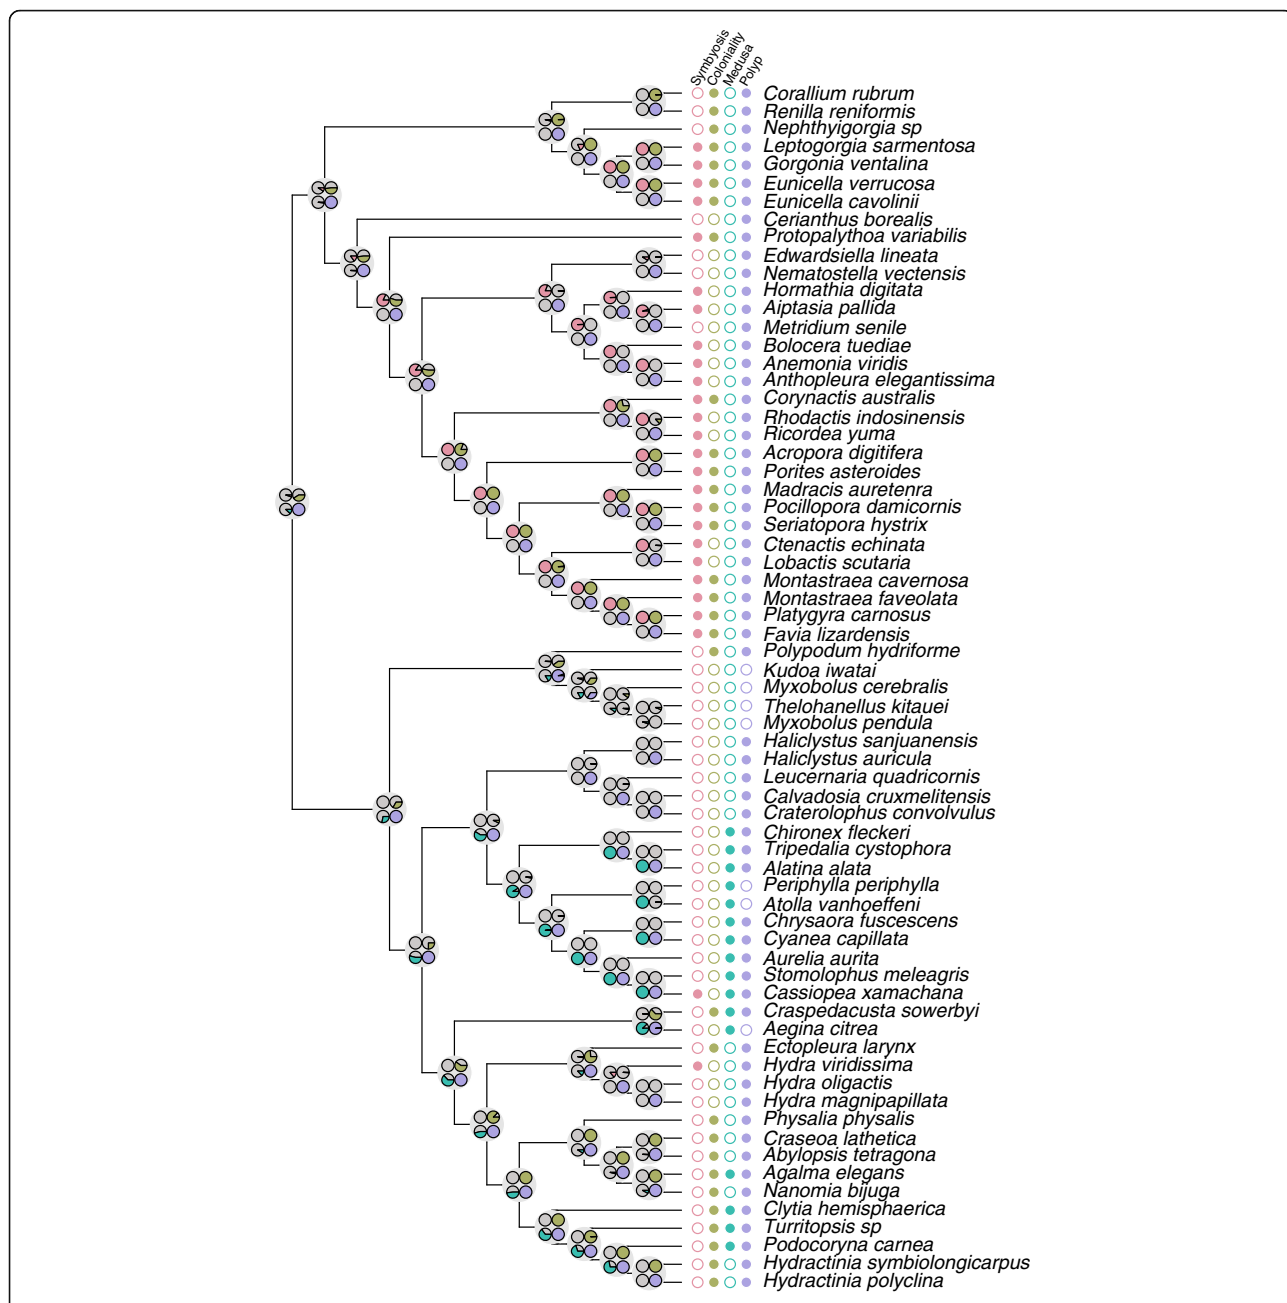 Symbyosis
Coloniality
Medusa
Polyp
Corallium rubrum
Renilla reniformis
Nephthyigorgia sp
Leptogorgia sarmentosa
Gorgonia ventalina
Eunicella verrucosa
Eunicella cavolinii
Cerianthus borealis
Protopalythoa variabilis
Edwardsiella lineata
Nematostella vectensis
Hormathia digitata
Aiptasia pallida
Metridium senile
Bolocera tuediae
Anemonia viridis
Anthopleura elegantissima
Corynactis australis
Rhodactis indosinensis
Ricordea yuma
Acropora digitifera
Porites asteroides
Madracis auretenra
Pocillopora damicornis
Seriatopora hystrix
Ctenactis echinata
Lobactis scutaria
Montastraea cavernosa
Montastraea faveolata
Platygyra carnosus
Favia lizardensis
Polypodum hydriforme
Kudoa iwatai
Myxobolus cerebralis
Thelohanellus kitauei
Myxobolus pendula
Haliclystus sanjuanensis
Haliclystus auricula
Leucernaria quadricornis
Calvadosia cruxmelitensis
Craterolophus convolvulus
Chironex fleckeri
Tripedalia cystophora
Alatina alata
Periphylla periphylla
Atolla vanhoeffeni
Chrysaora fuscescens
Cyanea capillata
Aurelia aurita
Stomolophus meleagris
Cassiopea xamachana
Craspedacusta sowerbyi
Aegina citrea
Ectopleura larynx
Hydra viridissima
Hydra oligactis
Hydra magnipapillata
Physalia physalis
Craseoa lathetica
Abylopsis tetragona
Agalma elegans
Nanomia bijuga
Clytia hemisphaerica
Turritopsis sp
Podocoryna carnea
Hydractinia symbiolongicarpus
Hydractinia polyclina